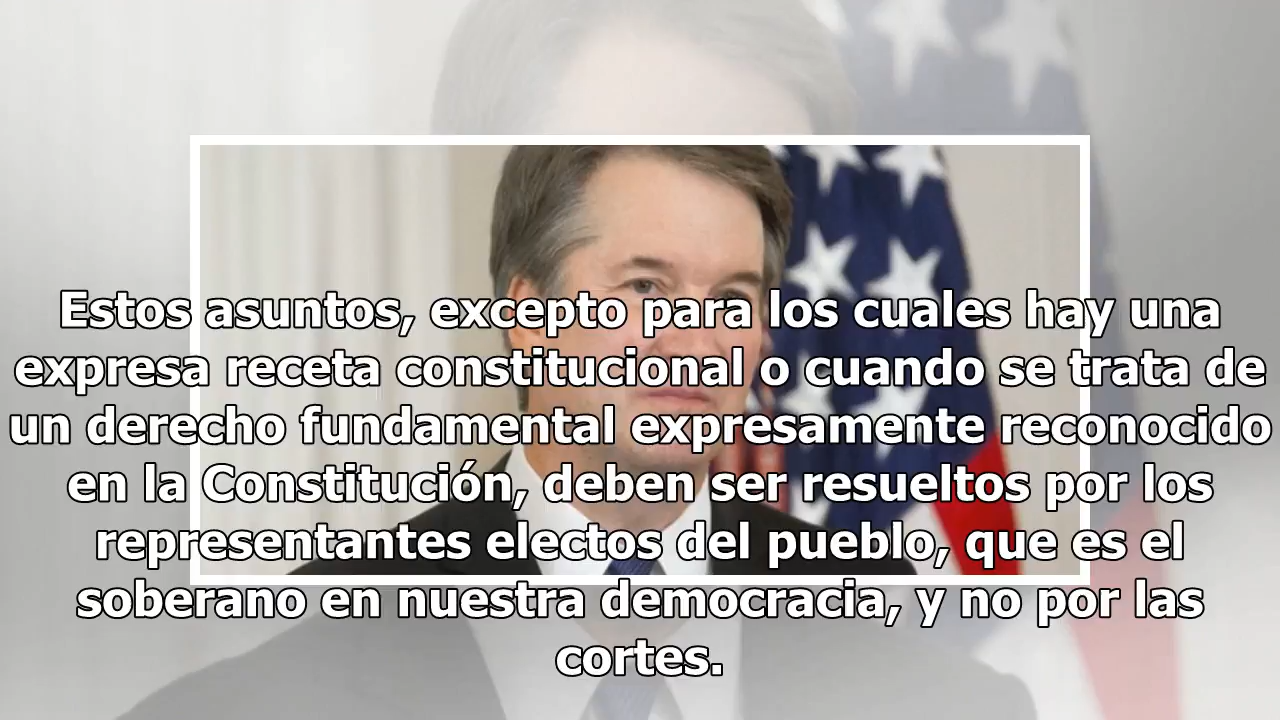 Estos asuntos, excepto para los cuales hay una
expresa receta constitucional o cuando se trata de
un derecho fundamental expresamente reconocido
en la Constitución, deben ser resueltos por los
representantes electos del pueblo, que es el
soberano en nuestra democracia, y no por las
cortes.